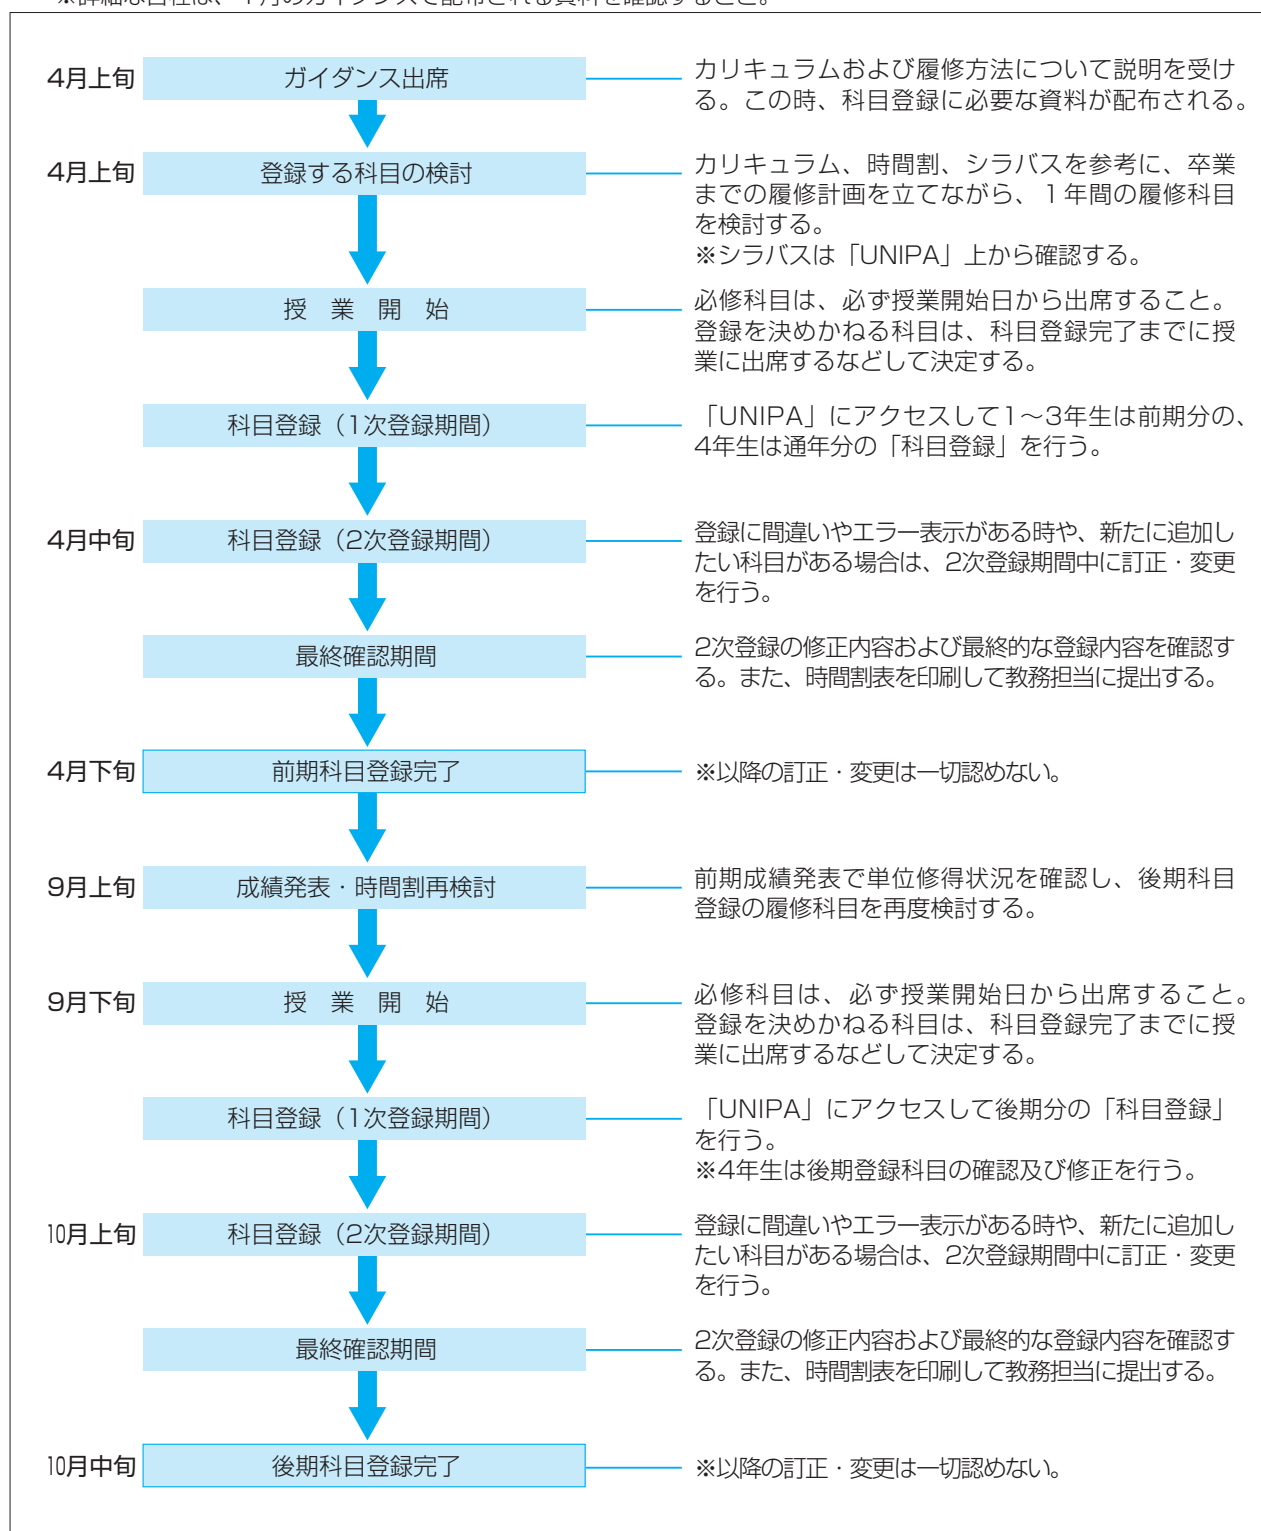 4月上旬
ガイダンス出席
カリキュラムおよび履修方法について説明を受け
る。この時、科目登録に必要な資料が配布される。
4月上旬
登録する科目の検討
カリキュラム、時間割、シラバスを参考に、卒業
までの履修計画を立てながら、1年間の履修科目
を検討する。
※シラバスは「UNIPA」上から確認する。
授業開始
必修科目は、必ず授業開始日から出席すること。
登録を決めかねる科目は、科目登録完了までに授
業に出席するなどして決定する。
科目登録（1次登録期間）
「UNIPA」にアクセスして1～3年生は前期分の、
4年生は通年分の「科目登録」を行う。
4月中旬
科目登録（2次登録期間）
登録に間違いやエラー表示がある時や、新たに追加し
たい科目がある場合は、2次登録期間中に訂正・変更
を行う。
最終確認期間
2次登録の修正内容および最終的な登録内容を確認す
る。また、時間割表を印刷して教務担当に提出する。
4月下旬
前期科目登録完了
※以降の訂正・変更は一切認めない。
9月上旬
成績発表・時間割再検討
前期成績発表で単位修得状況を確認し、後期科目
登録の履修科目を再度検討する。
9月下旬
授業開始
必修科目は、必ず授業開始日から出席すること。
登録を決めかねる科目は、科目登録完了までに授
業に出席するなどして決定する。
科目登録（1次登録期間）
「UNIPA」にアクセスして後期分の「科目登録」
を行う。
※4年生は後期登録科目の確認及び修正を行う。
10月上旬
科目登録（2次登録期間）
登録に間違いやエラー表示がある時や、新たに追加し
たい科目がある場合は、2次登録期間中に訂正・変更
を行う。
最終確認期間
2次登録の修正内容および最終的な登録内容を確認す
る。また、時間割表を印刷して教務担当に提出する。
10月中旬
後期科目登録完了
※以降の訂正・変更は一切認めない。